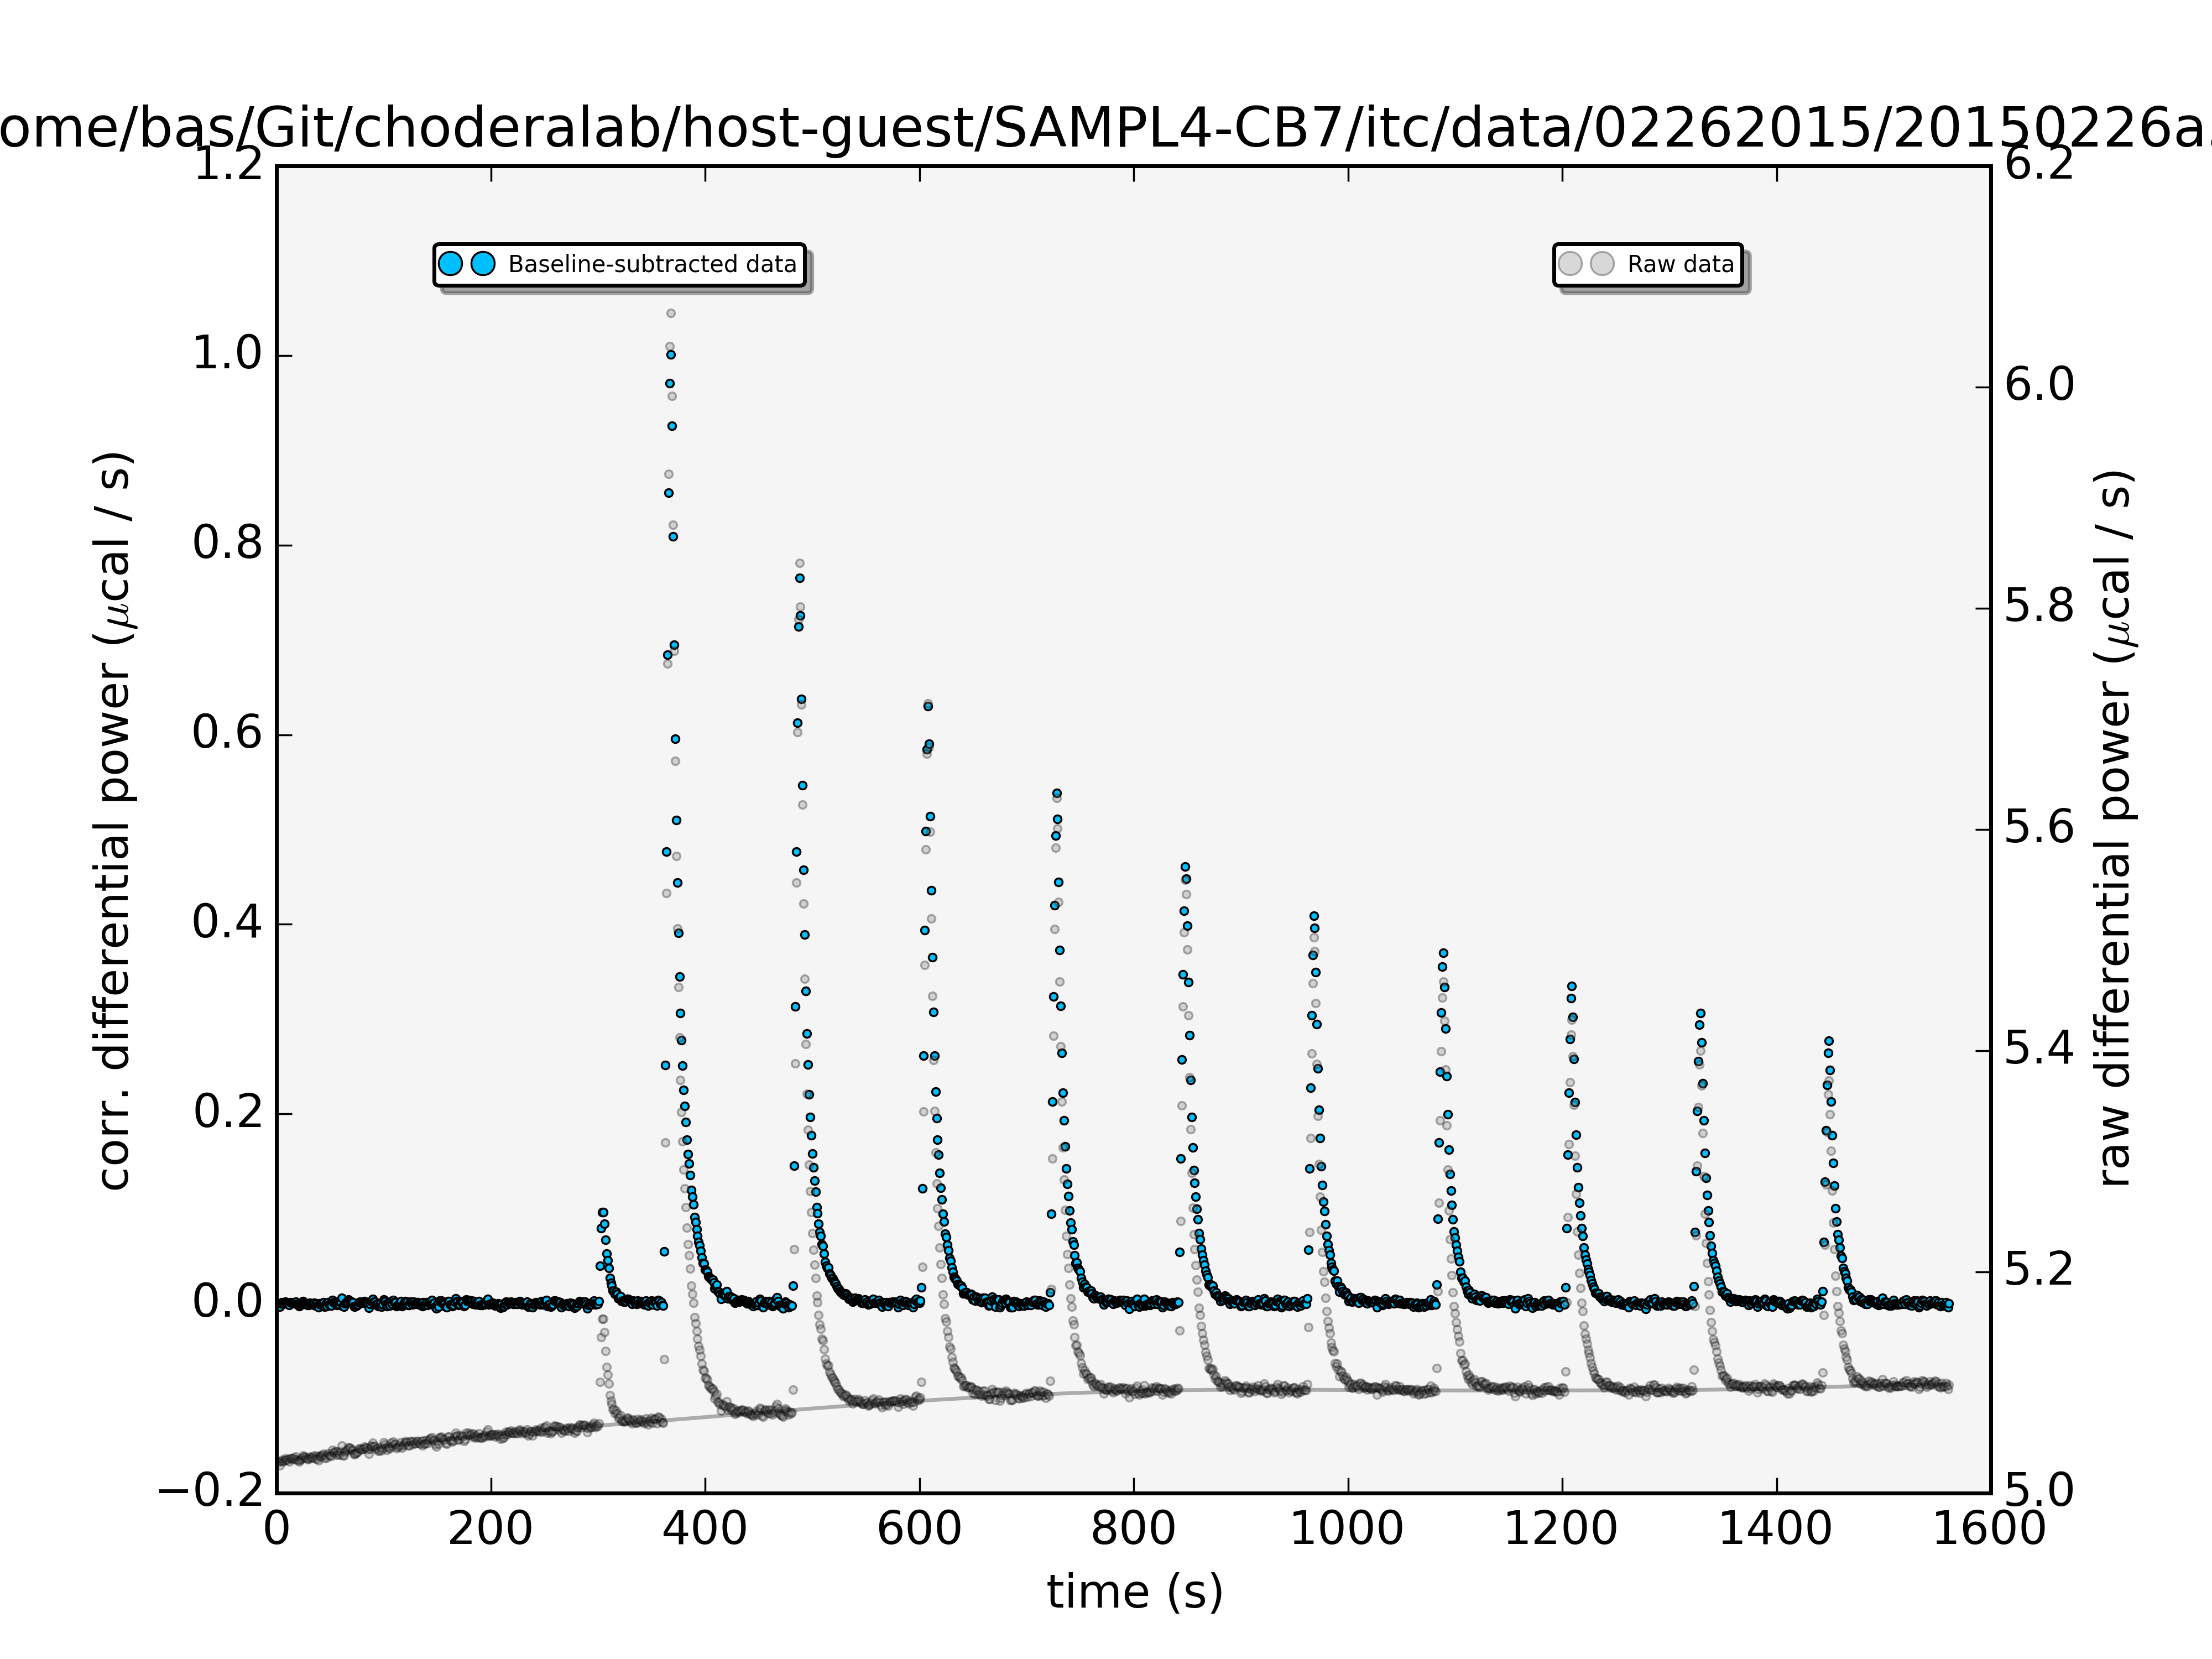 ome/bas/Git/choderalab/host-guest/SAMPL4-CB7/itc/data/02262015/20150226a
Baseline-subtracted data
Raw data
corr. differential power (μcal / s)
1.2
1.0
0.8
0.6
0.4
0.2
0.0
−0.2
6.2
6.0
5.8
5.6
5.4
5.2
5.0
raw differential power (μcal / s)
0 200 400 600 800 1000 1200 1400 1600
time (s)